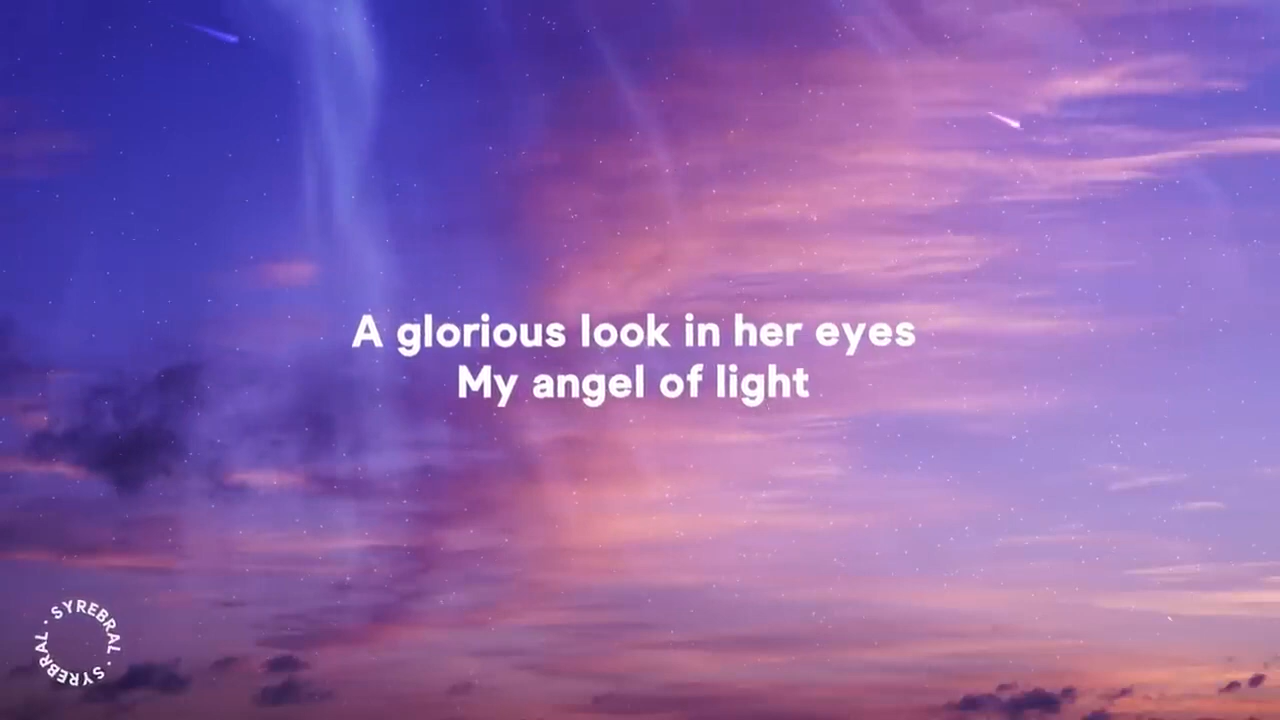 A glorious look in her eyes
My angel of light
SYREBRAL · SYREBRAL ·